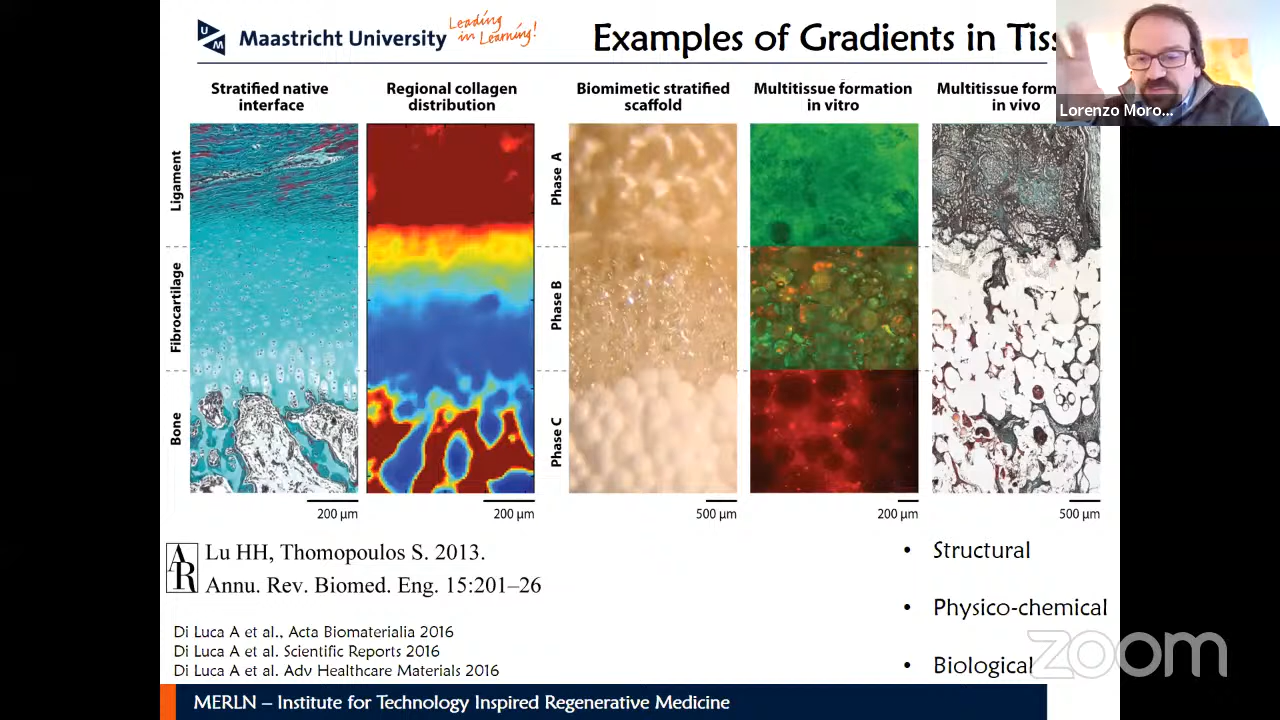 Maastricht University
Leading
in Learning!
Examples of Gradients in Tis
Stratified native
interface
Regional collagen
distribution
Biomimetic stratified
scaffold
Multitissue formation
in vitro
Multitissue form
in vivo
Lorenzo Moro...
Ligament
Fibrocartilage
Bone
Phase A
Phase B
Phase C
200 μm
200 μm
500 μm
200 μm
500 μm
AR
Lu HH, Thomopoulos S. 2013.
Annu. Rev. Biomed. Eng. 15:201–26
• Structural
• Physico-chemical
• Biological
Di Luca A et al., Acta Biomaterialia 2016
Di Luca A et al. Scientific Reports 2016
Di Luca A et al. Adv Healthcare Materials 2016
zoom
MERLN – Institute for Technology Inspired Regenerative Medicine